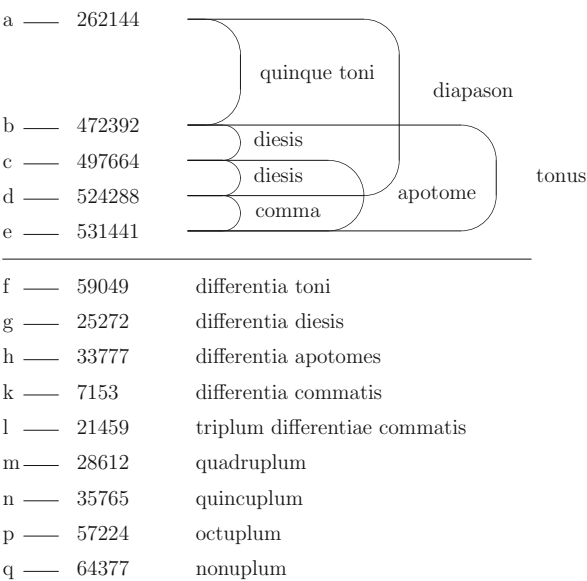 a — 262144
quinque toni
diapason
b — 472392
diesis
c — 497664
diesis
tonus
d — 524288
apotome
comma
e — 531441
f — 59049 differentia toni
g — 25272 differentia diesis
h — 33777 differentia apotomes
k — 7153 differentia commatis
l — 21459 triplum differentiae commatis
m — 28612 quadruplum
n — 35765 quincuplum
p — 57224 octuplum
q — 64377 nonuplum